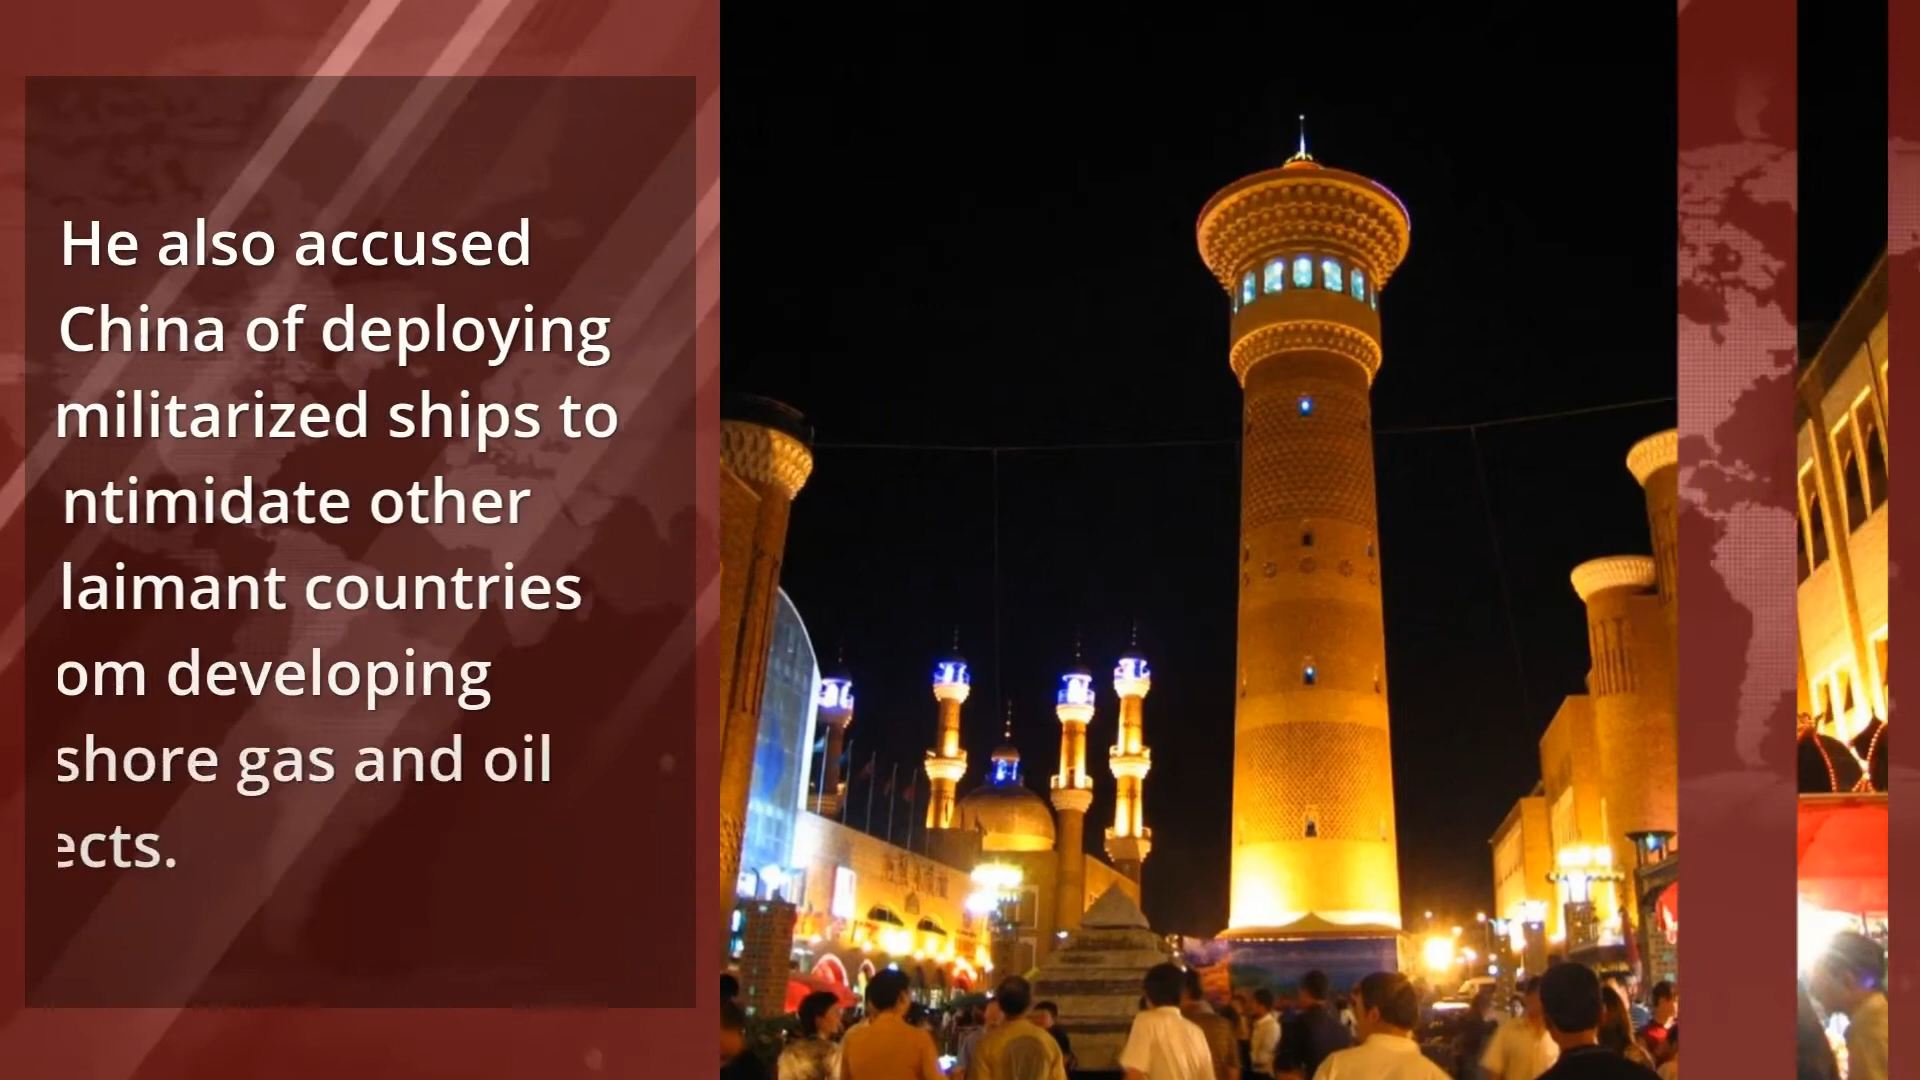 He also accused
China of deploying
militarized ships to
ntimidate other
laimant countries
om developing
shore gas and oil
ects.